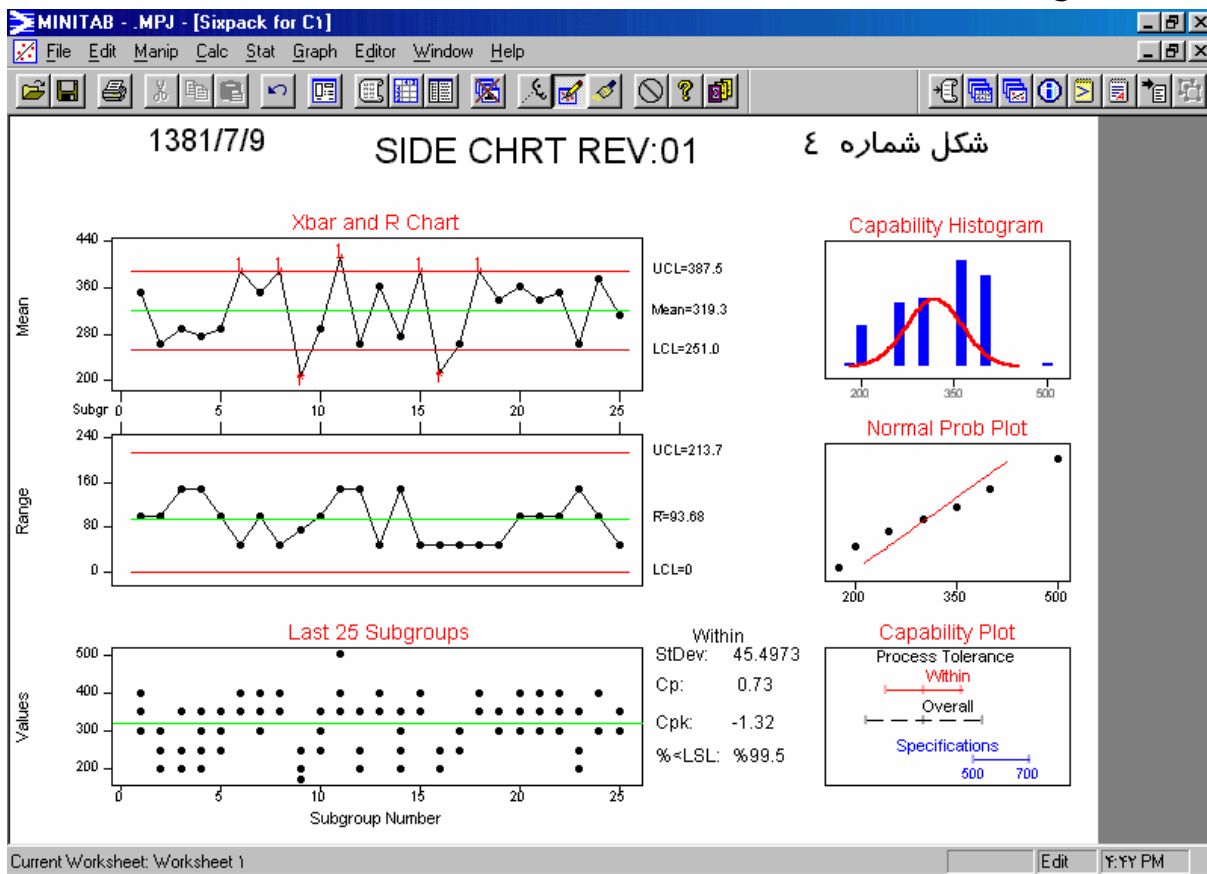 MINITAB - .MPJ - [Sixpack for C١]
File Edit Manip Calc Stat Graph Editor Window Help
1381/7/9
SIDE CHRT REV:01
شكل شماره ٤
Xbar and R Chart
Mean
440
360
280
200
1 1 1 1 1
1 1
UCL=387.5
Mean=319.3
LCL=251.0
Subgr 0 5 10 15 20 25
Range
240
160
80
0
UCL=213.7
R=93.68
LCL=0
Last 25 Subgroups
Values
500
400
300
200
0 5 10 15 20 25
Subgroup Number
Within
StDev: 45.4973
Cp: 0.73
Cpk: -1.32
%<LSL: %99.5
Capability Histogram
200 350 500
Normal Prob Plot
200 350 500
Capability Plot
Process Tolerance
Within
Overall
Specifications
500 700
Current Worksheet: Worksheet ١
Edit
۴:۲۷ PM